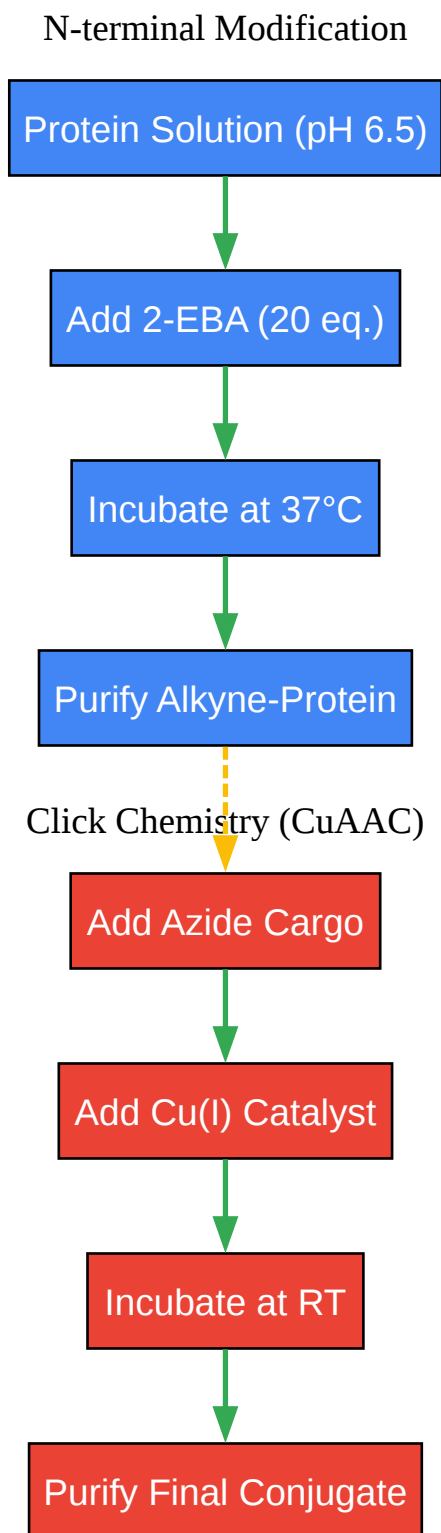 N-terminal Modification
Protein Solution (pH 6.5)
Add 2-EBA (20 eq.)
Incubate at 37°C
Purify Alkyne-Protein
Click Chemistry (CuAAC)
Add Azide Cargo
Add Cu(I) Catalyst
Incubate at RT
Purify Final Conjugate